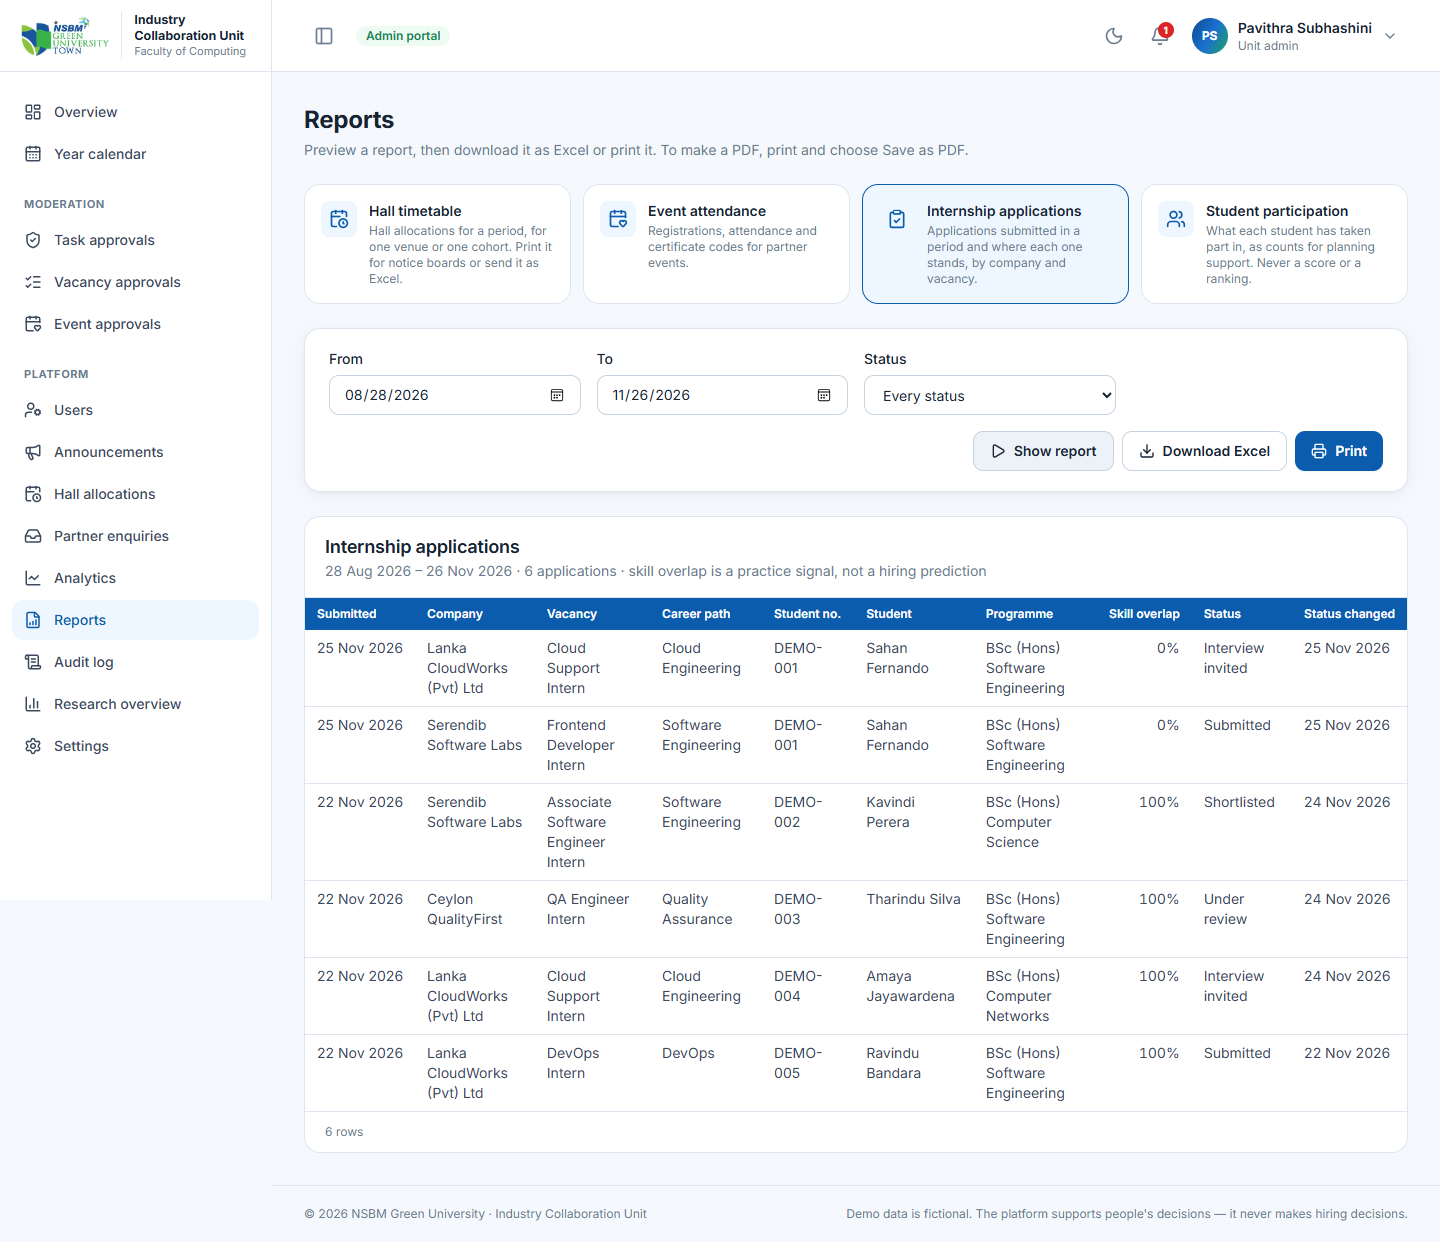 NSBM
GREEN
UNIVERSITY
TOWN
Industry
Collaboration Unit
Faculty of Computing
Admin portal
1
PS
Pavithra Subhashini
Unit admin
Overview
Year calendar
MODERATION
Task approvals
Vacancy approvals
Event approvals
PLATFORM
Users
Announcements
Hall allocations
Partner enquiries
Analytics
Reports
Audit log
Research overview
Settings
Reports
Preview a report, then download it as Excel or print it. To make a PDF, print and choose Save as PDF.
Hall timetable
Hall allocations for a period, for
one venue or one cohort. Print it
for notice boards or send it as
Excel.
Event attendance
Registrations, attendance and
certificate codes for partner
events.
Internship applications
Applications submitted in a
period and where each one
stands, by company and
vacancy.
Student participation
What each student has taken
part in, as counts for planning
support. Never a score or a
ranking.
From To Status
08/28/2026 11/26/2026 Every status
Show report Download Excel Print
Internship applications
28 Aug 2026 – 26 Nov 2026 · 6 applications · skill overlap is a practice signal, not a hiring prediction
Submitted Company Vacancy Career path Student no. Student Programme Skill overlap Status Status changed
25 Nov 2026 Lanka Cloud Cloud DEMO- Sahan BSc (Hons) 0% Interview 25 Nov 2026
CloudWorks Support Engineering 001 Fernando Software invited
(Pvt) Ltd Intern Engineering
25 Nov 2026 Serendib Frontend Software DEMO- Sahan BSc (Hons) 0% Submitted 25 Nov 2026
Software Labs Developer Engineering 001 Fernando Software
Intern Engineering
22 Nov 2026 Serendib Associate Software DEMO- Kavindi BSc (Hons) 100% Shortlisted 24 Nov 2026
Software Labs Software Engineering 002 Perera Computer
Engineer Science
Intern
22 Nov 2026 Ceylon QA Engineer Quality DEMO- Tharindu Silva BSc (Hons) 100% Under 24 Nov 2026
QualityFirst Intern Assurance 003 Software review
Engineering
22 Nov 2026 Lanka Cloud Cloud DEMO- Amaya BSc (Hons) 100% Interview 24 Nov 2026
CloudWorks Support Engineering 004 Jayawardena Computer invited
(Pvt) Ltd Intern Networks
22 Nov 2026 Lanka DevOps DevOps DEMO- Ravindu BSc (Hons) 100% Submitted 22 Nov 2026
CloudWorks Intern 005 Bandara Software
(Pvt) Ltd Engineering
6 rows
© 2026 NSBM Green University · Industry Collaboration Unit
Demo data is fictional. The platform supports people's decisions — it never makes hiring decisions.